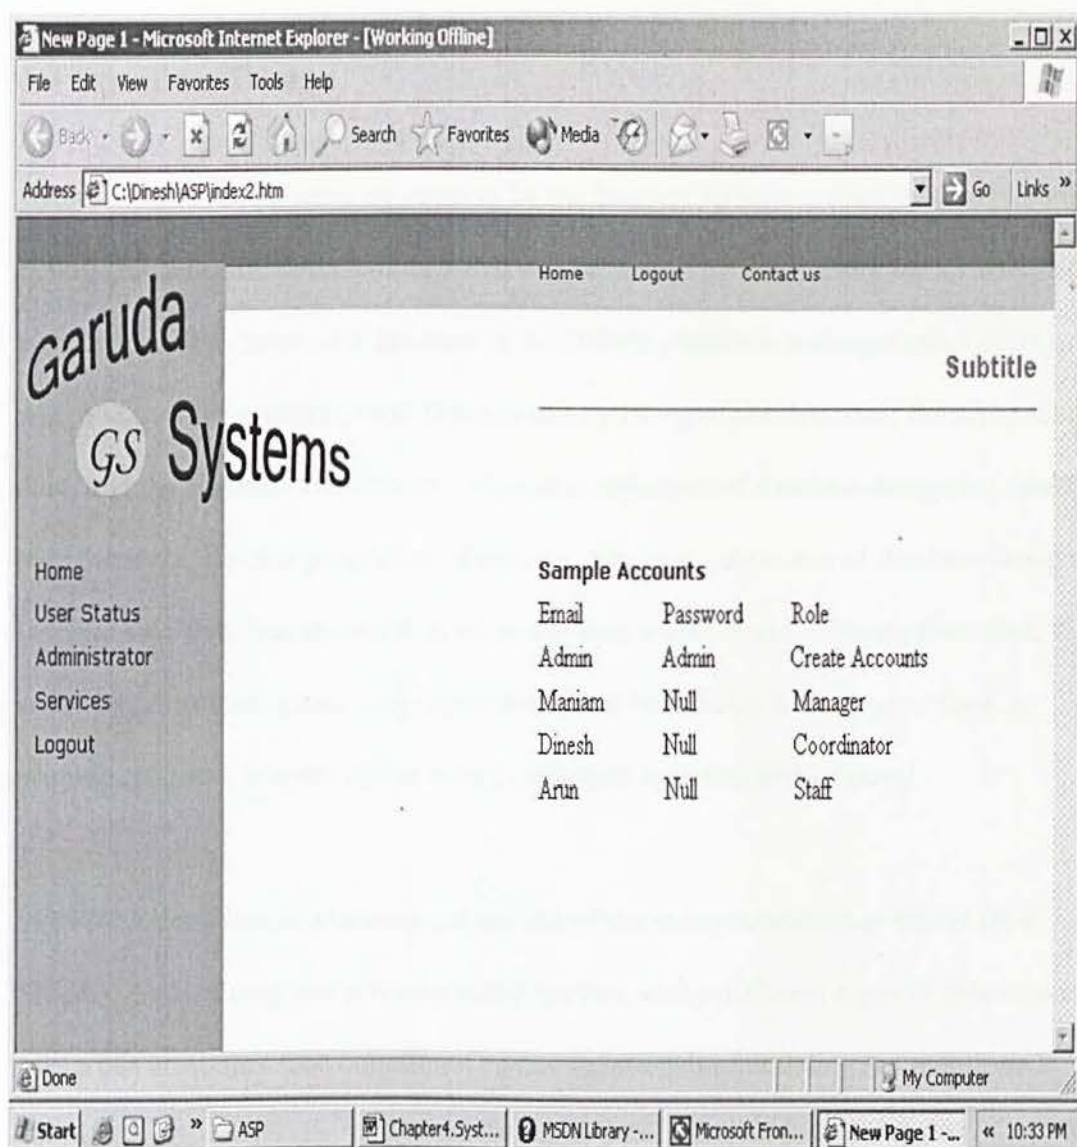 New Page 1 - Microsoft Internet Explorer - [Working Offline]
File Edit View Favorites Tools Help
Back Search Favorites Media
Address C:\Dinesh\ASP\index2.htm Go Links »
Home Logout Contact us
Garuda
Subtitle
GS Systems
Home
Sample Accounts
User Status
Email Password Role
Administrator
Admin Admin Create Accounts
Services
Maniam Null Manager
Logout
Dinesh Null Coordinator
Arun Null Staff
Done My Computer
Start » ASP Chapter4.Syst... MSDN Library -... Microsoft Fron... New Page 1 -... « 10:33 PM